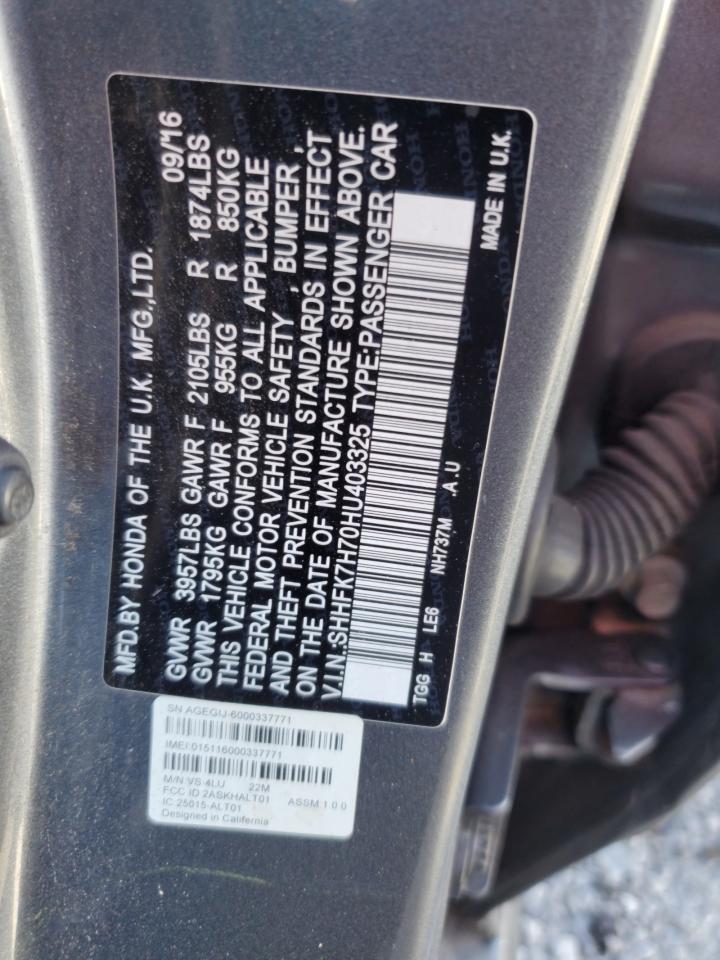 MFD.BY HONDA OF THE U.K. MFG.,LTD. 09/16
GVWR 3957LBS GAWR F 2105LBS R 1874LBS
GVWR 1795KG GAWR F 955KG R 850KG
THIS VEHICLE CONFORMS TO ALL APPLICABLE
FEDERAL MOTOR VEHICLE SAFETY , BUMPER ,
AND THEFT PREVENTION STANDARDS IN EFFECT
ON THE DATE OF MANUFACTURE SHOWN ABOVE.
V.I.N.:SHHFK7H70HU403325 TYPE:PASSENGER CAR
TGG H LE6 NH737M .A U MADE IN U.K.
SN AGEGIJ-6000337771
IMEI:015116000337771
M/N VS-4LU 22M
FCC ID 2ASKHALT01 ASSM 1.0.0
IC 25015-ALT01
Designed in California